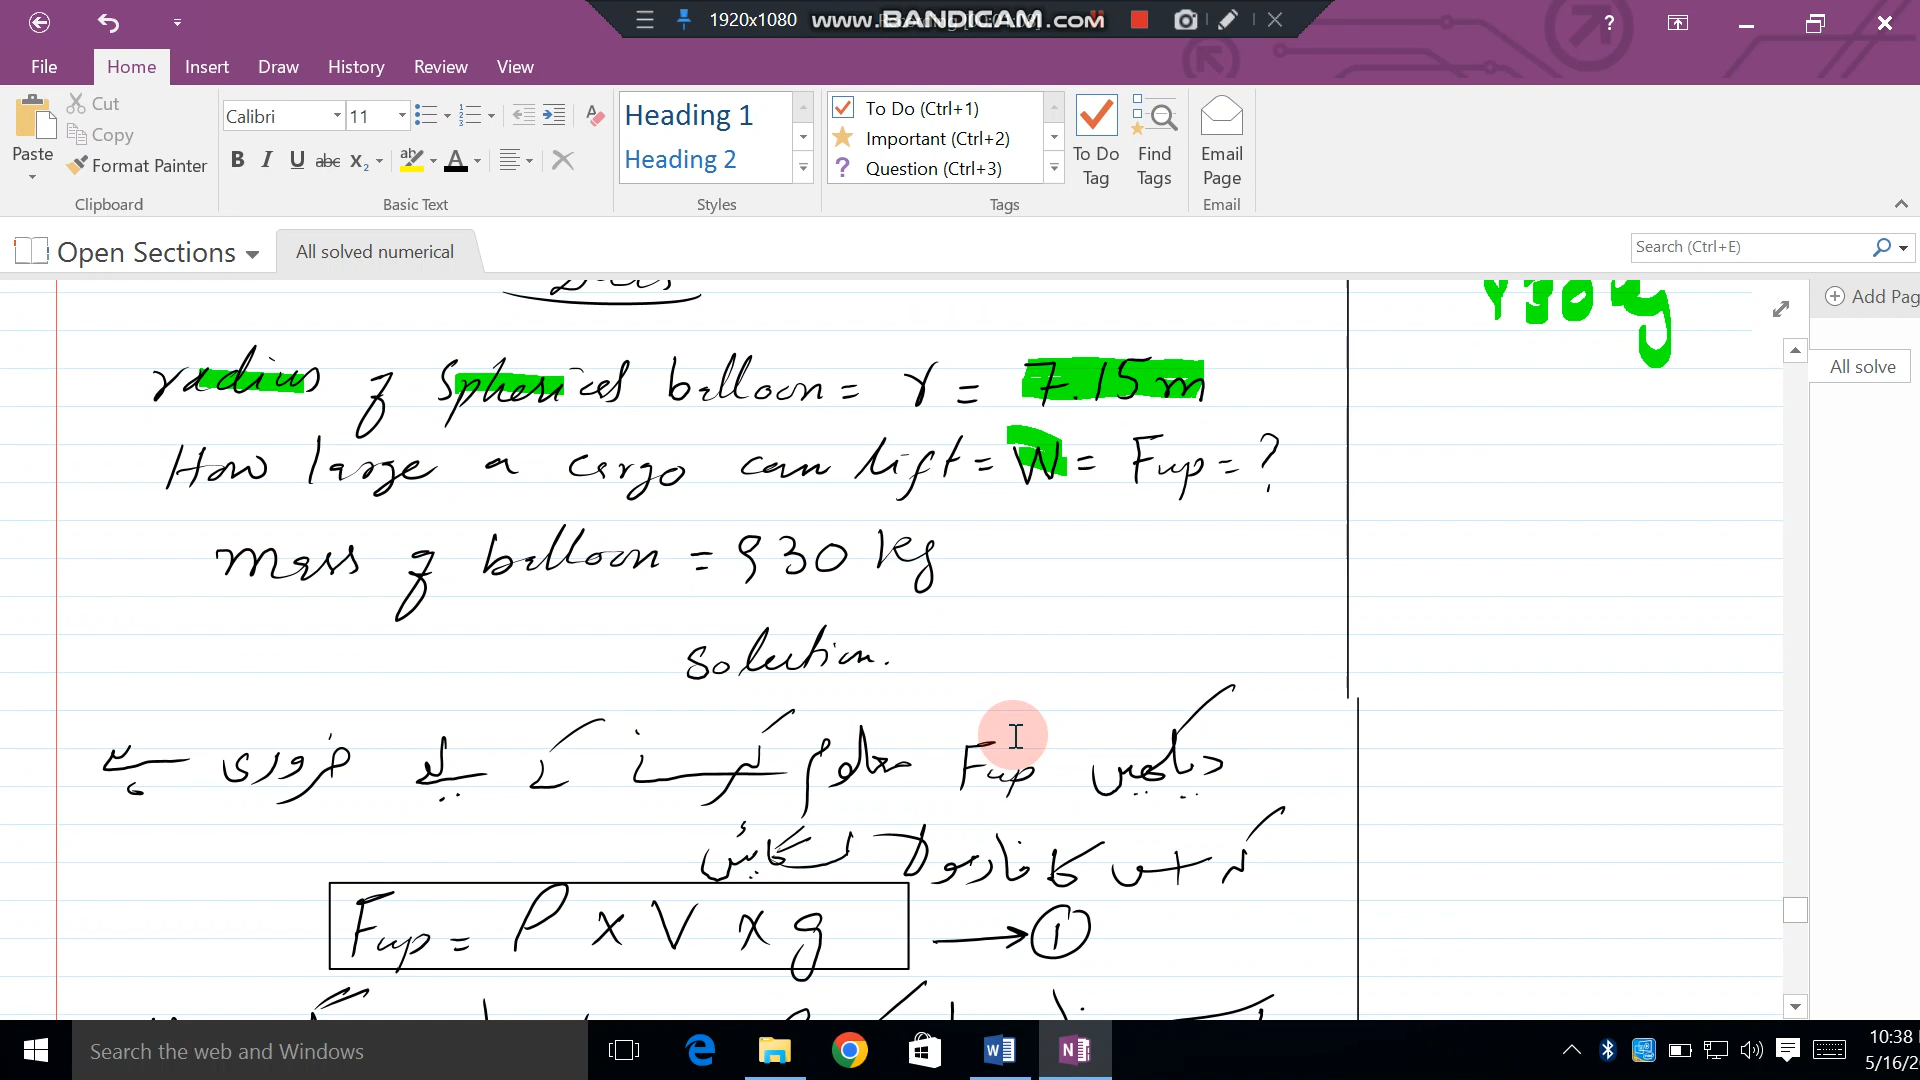 1920x1080 www.BANDICAM.com
File Home Insert Draw History Review View
Paste Cut Copy Format Painter Clipboard
Calibri 11 B I U abc X₂ A Basic Text
Heading 1
Heading 2
Styles
To Do (Ctrl+1)
Important (Ctrl+2)
Question (Ctrl+3)
Tags
To Do Tag
Find Tags
Email Page
Email
Open Sections All solved numerical
Search (Ctrl+E)
Add Pag
All solve
930 kg
radius of spherical balloon = r = 7.15 m
How large a cargo can lift = W = Fup = ?
mass of balloon = 930 kg
solution.
دیکھیں Fup معلوم کرنے کے لیے ضروری ہے
کہ اس کا فارمولا لگائیں
Fup = ρ x V x g → ①
Search the web and Windows
10:38
5/16/2